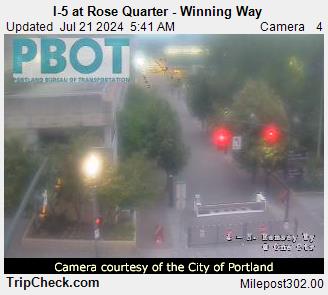 I-5 at Rose Quarter - Winning Way
Updated Jul 21 2024 5:41 AM Camera 4
PBOT
PORTLAND BUREAU OF TRANSPORTATION
Camera courtesy of the City of Portland
TripCheck.com Milepost302.00